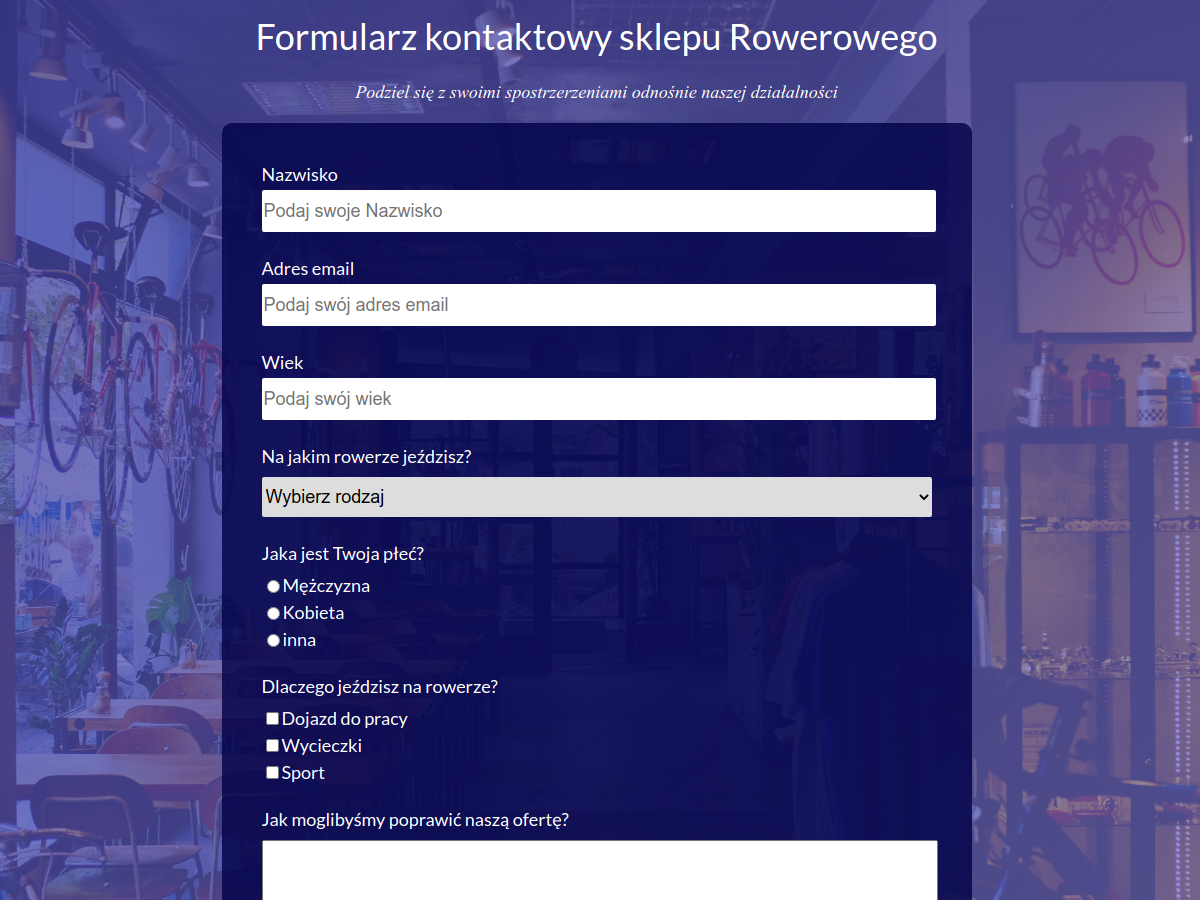 Formularz kontaktowy sklepu Rowerowego
Podziel się z swoimi spostrzerzeniami odnośnie naszej działalności
Nazwisko
Podaj swoje Nazwisko
Adres email
Podaj swój adres email
Wiek
Podaj swój wiek
Na jakim rowerze jeździsz?
Wybierz rodzaj
Jaka jest Twoja płeć?
Mężczyzna
Kobieta
inna
Dlaczego jeździsz na rowerze?
Dojazd do pracy
Wycieczki
Sport
Jak moglibyśmy poprawić naszą ofertę?